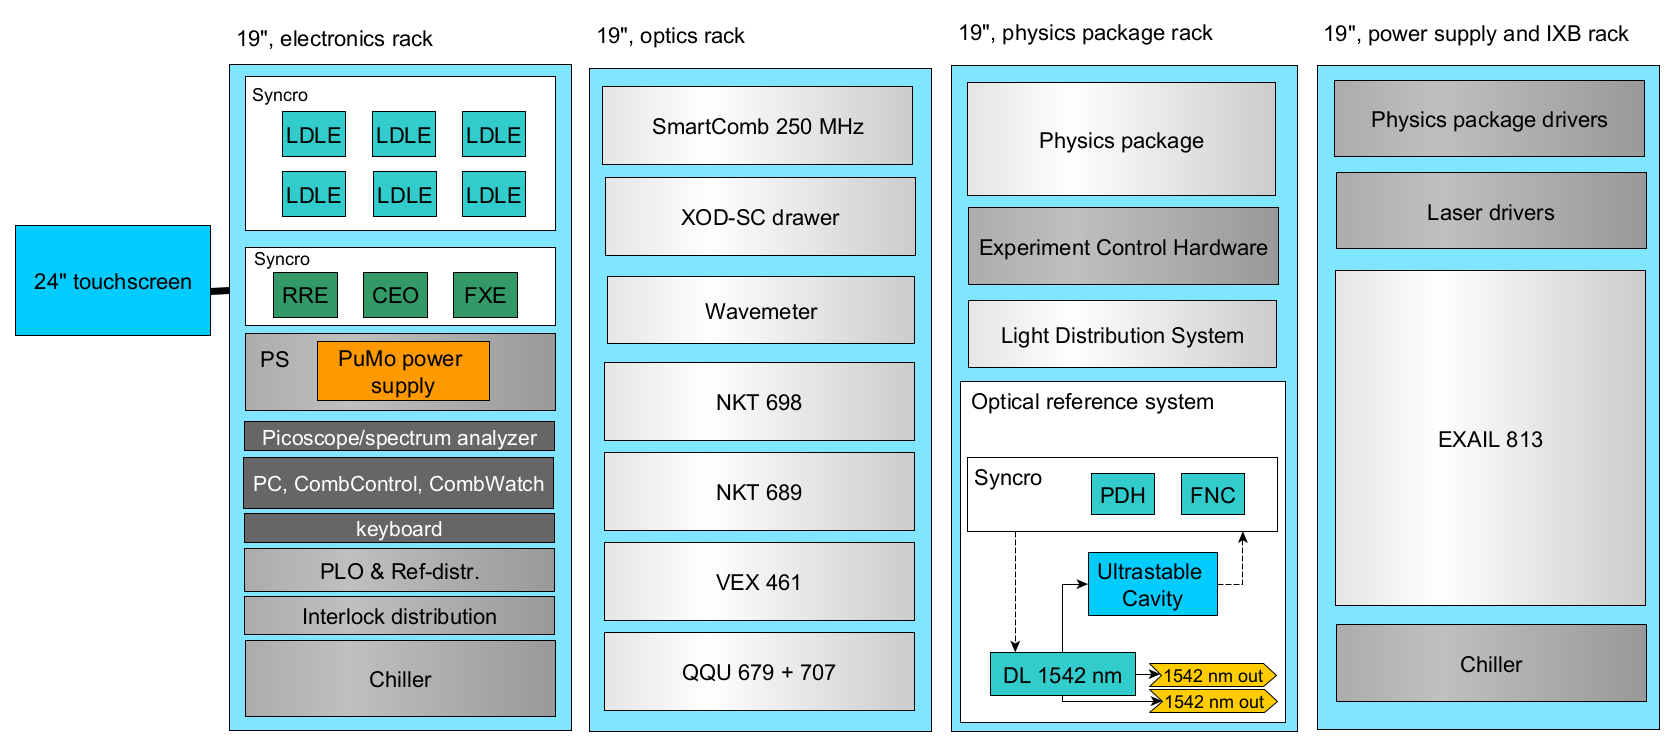 19", electronics rack
19", optics rack
19", physics package rack
19", power supply and IXB rack
24" touchscreen
Syncro
LDLE LDLE LDLE
LDLE LDLE LDLE
Syncro
RRE CEO FXE
PS
PuMo power
supply
Picoscope/spectrum analyzer
PC, CombControl, CombWatch
keyboard
PLO & Ref-distr.
Interlock distribution
Chiller
SmartComb 250 MHz
XOD-SC drawer
Wavemeter
NKT 698
NKT 689
VEX 461
QQU 679 + 707
Physics package
Experiment Control Hardware
Light Distribution System
Optical reference system
Syncro
PDH FNC
Ultrastable
Cavity
DL 1542 nm
1542 nm out
1542 nm out
Physics package drivers
Laser drivers
EXAIL 813
Chiller